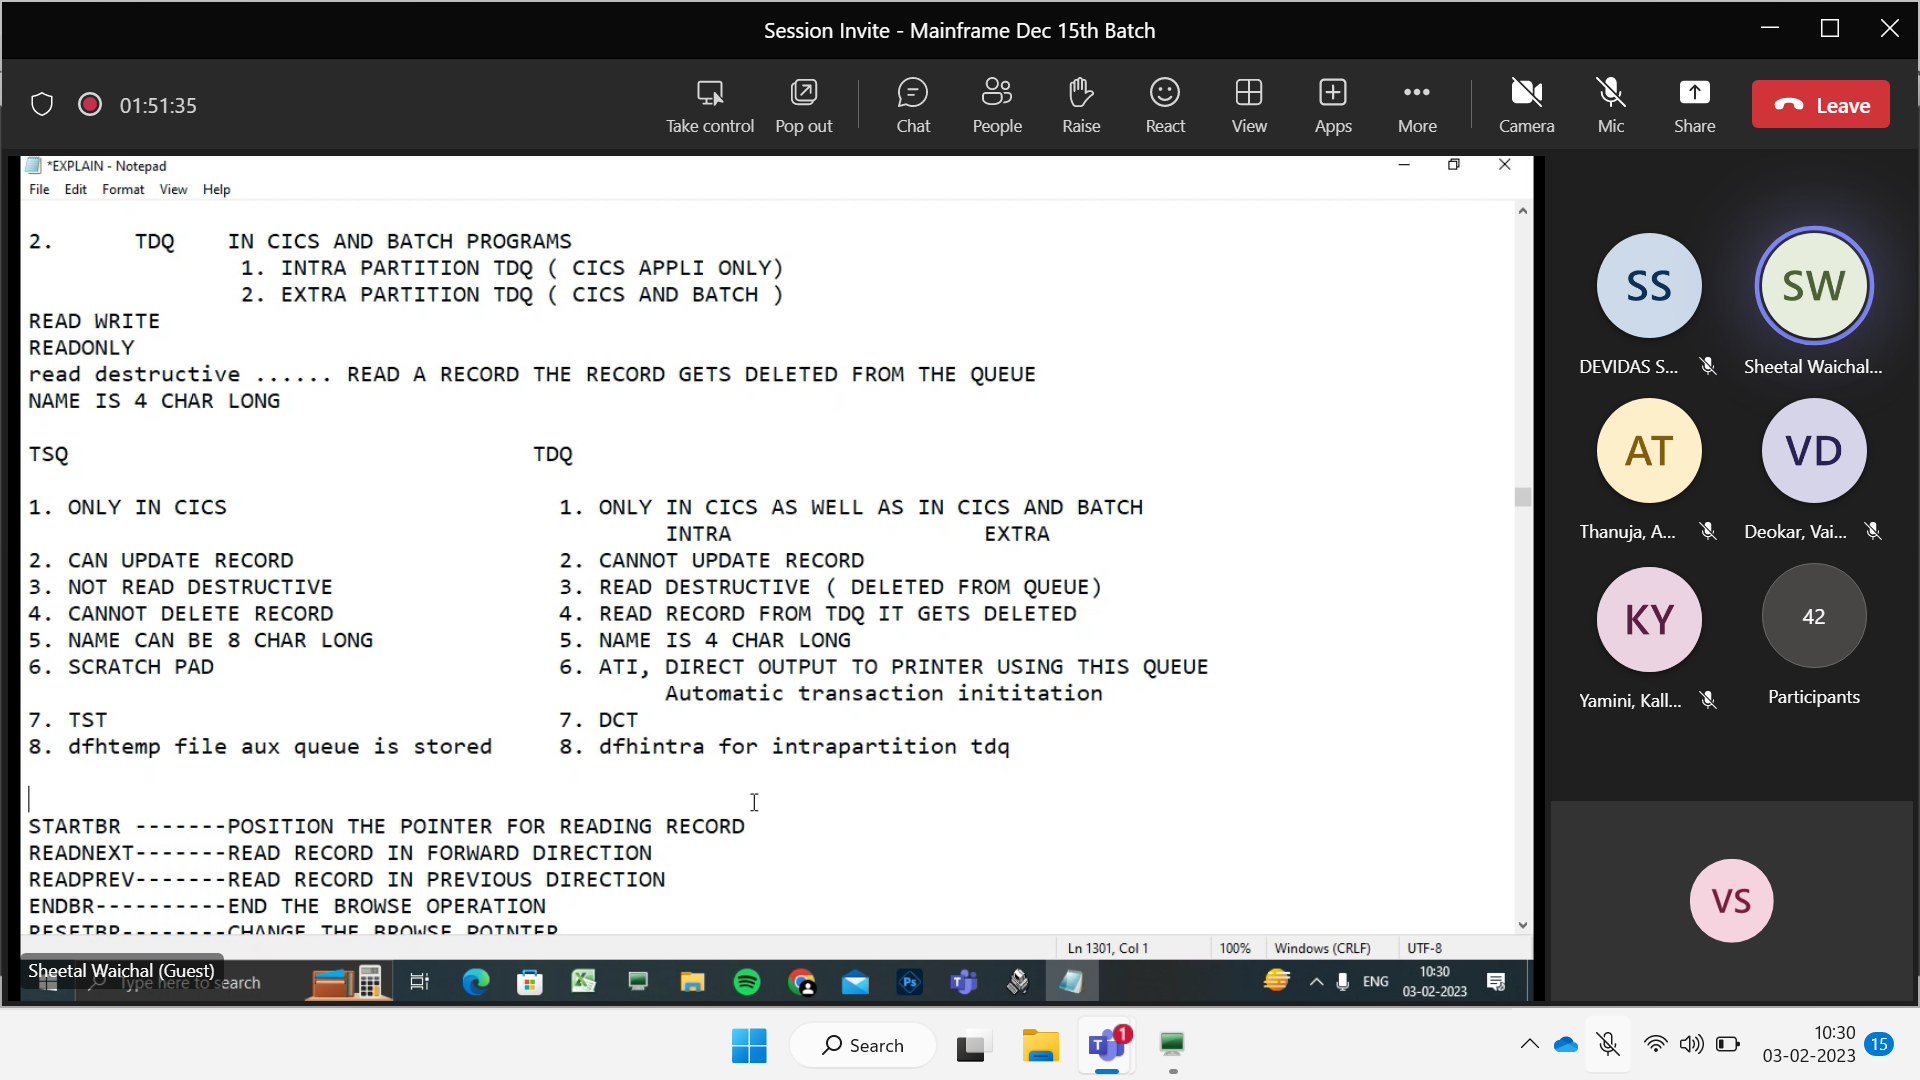 Session Invite - Mainframe Dec 15th Batch
01:51:35
Take control
Pop out
Chat
People
Raise
React
View
Apps
More
Camera
Mic
Share
Leave
*EXPLAIN - Notepad
File Edit Format View Help
2. TDQ IN CICS AND BATCH PROGRAMS
1. INTRA PARTITION TDQ ( CICS APPLI ONLY)
2. EXTRA PARTITION TDQ ( CICS AND BATCH )
READ WRITE
READONLY
read destructive ...... READ A RECORD THE RECORD GETS DELETED FROM THE QUEUE
NAME IS 4 CHAR LONG
TSQ TDQ
1. ONLY IN CICS 1. ONLY IN CICS AS WELL AS IN CICS AND BATCH
INTRA EXTRA
2. CAN UPDATE RECORD 2. CANNOT UPDATE RECORD
3. NOT READ DESTRUCTIVE 3. READ DESTRUCTIVE ( DELETED FROM QUEUE)
4. CANNOT DELETE RECORD 4. READ RECORD FROM TDQ IT GETS DELETED
5. NAME CAN BE 8 CHAR LONG 5. NAME IS 4 CHAR LONG
6. SCRATCH PAD 6. ATI, DIRECT OUTPUT TO PRINTER USING THIS QUEUE
Automatic transaction inititation
7. TST 7. DCT
8. dfhtemp file aux queue is stored 8. dfhintra for intrapartition tdq
STARTBR -------POSITION THE POINTER FOR READING RECORD
READNEXT-------READ RECORD IN FORWARD DIRECTION
READPREV-------READ RECORD IN PREVIOUS DIRECTION
ENDBR----------END THE BROWSE OPERATION
RESETBR--------CHANGE THE BROWSE POINTER
Ln 1301, Col 1 100% Windows (CRLF) UTF-8
Sheetal Waichal (Guest)
Type here to search
Ps
ENG
10:30
03-02-2023
SS
DEVIDAS S...
SW
Sheetal Waichal...
AT
Thanuja, A...
VD
Deokar, Vai...
KY
Yamini, Kall...
42
Participants
VS
Search
T
1
10:30
03-02-2023
15